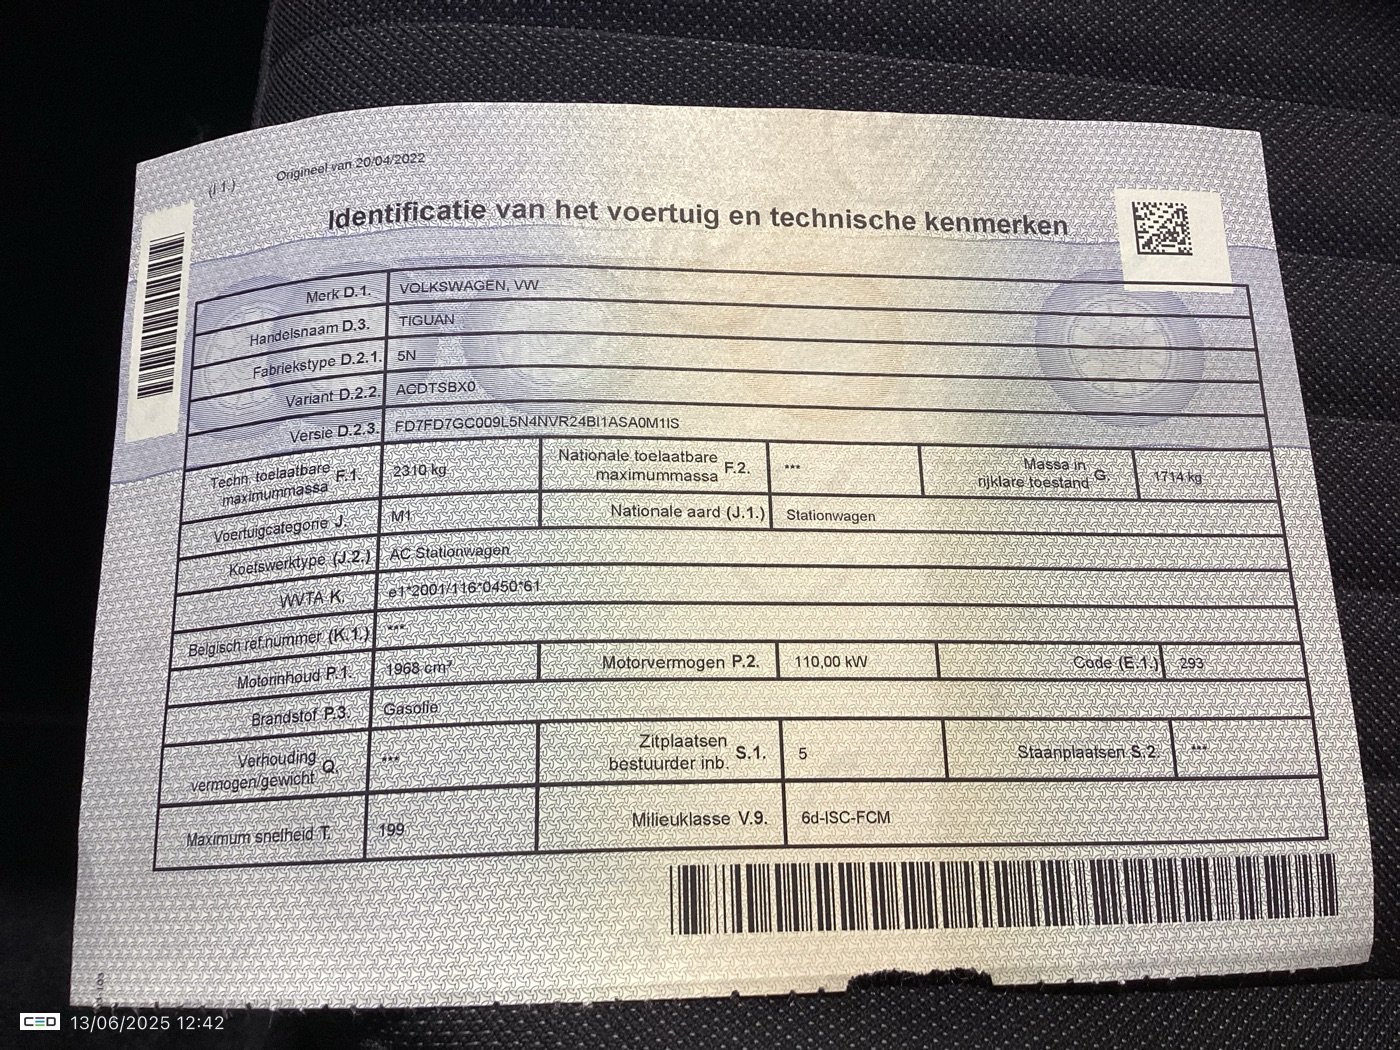 (I 1.)
Origineel van 20/04/2022
Identificatie van het voertuig en technische kenmerken
Merk D.1. VOLKSWAGEN, VW
Handelsnaam D.3. TIGUAN
Fabriekstype D.2.1. 5N
Variant D.2.2. ACDTSBX0
Versie D.2.3. FD7FD7GC009L5N4NVR24BI1ASA0M1IS
Techn. toelaatbare maximummassa F.1. 2310 kg Nationale toelaatbare maximummassa F.2. *** Massa in rijklare toestand G. 1714 kg
Voertuigcategorie J. M1 Nationale aard (J.1.) Stationwagen
Koetswerktype (J.2.) AC Stationwagen
WVTA K. e1*2001/116*0450*61
Belgisch ref.nummer (K.1.) ***
Motorinhoud P.1. 1968 cm³ Motorvermogen P.2. 110,00 kW Code (E.1.) 293
Brandstof P.3. Gasolie
Verhouding vermogen/gewicht Q. *** Zitplaatsen bestuurder inb. S.1. 5 Staanplaatsen S.2. ***
Maximum snelheid T. 199 Milieuklasse V.9. 6d-ISC-FCM
CED 13/06/2025 12:42